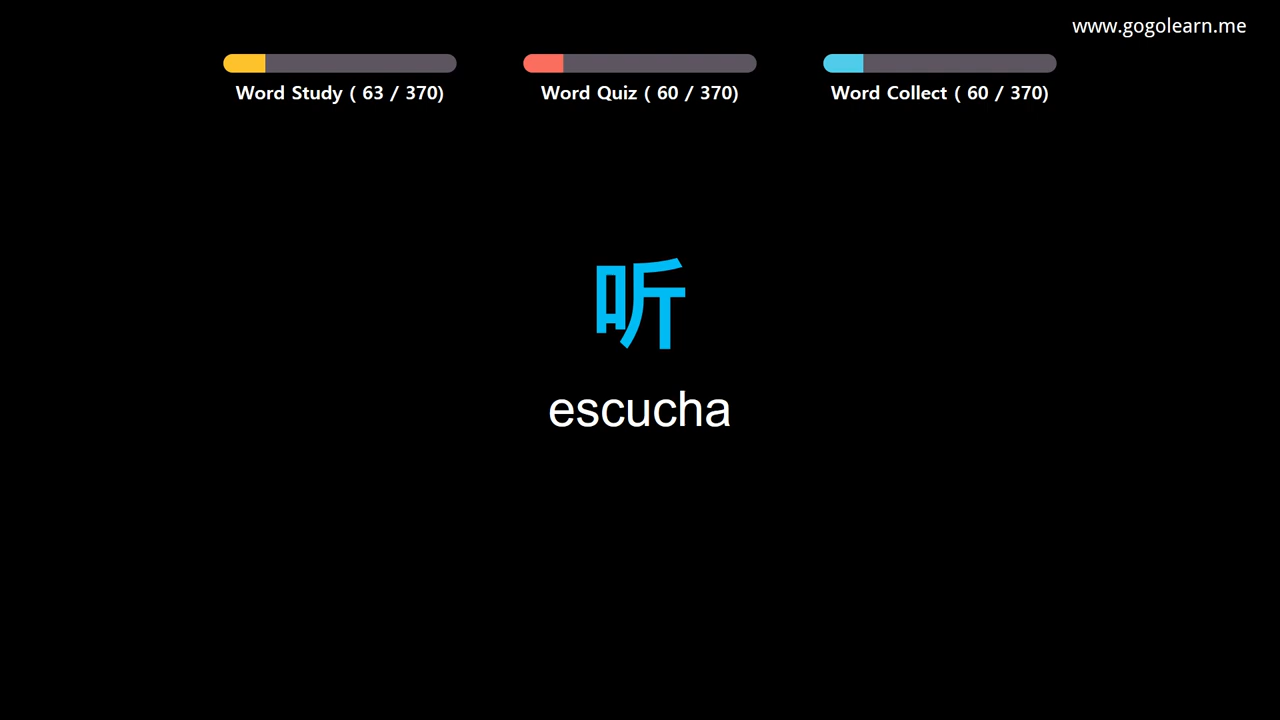 www.gogolearn.me
Word Study ( 63 / 370)
Word Quiz ( 60 / 370)
Word Collect ( 60 / 370)
听
escucha